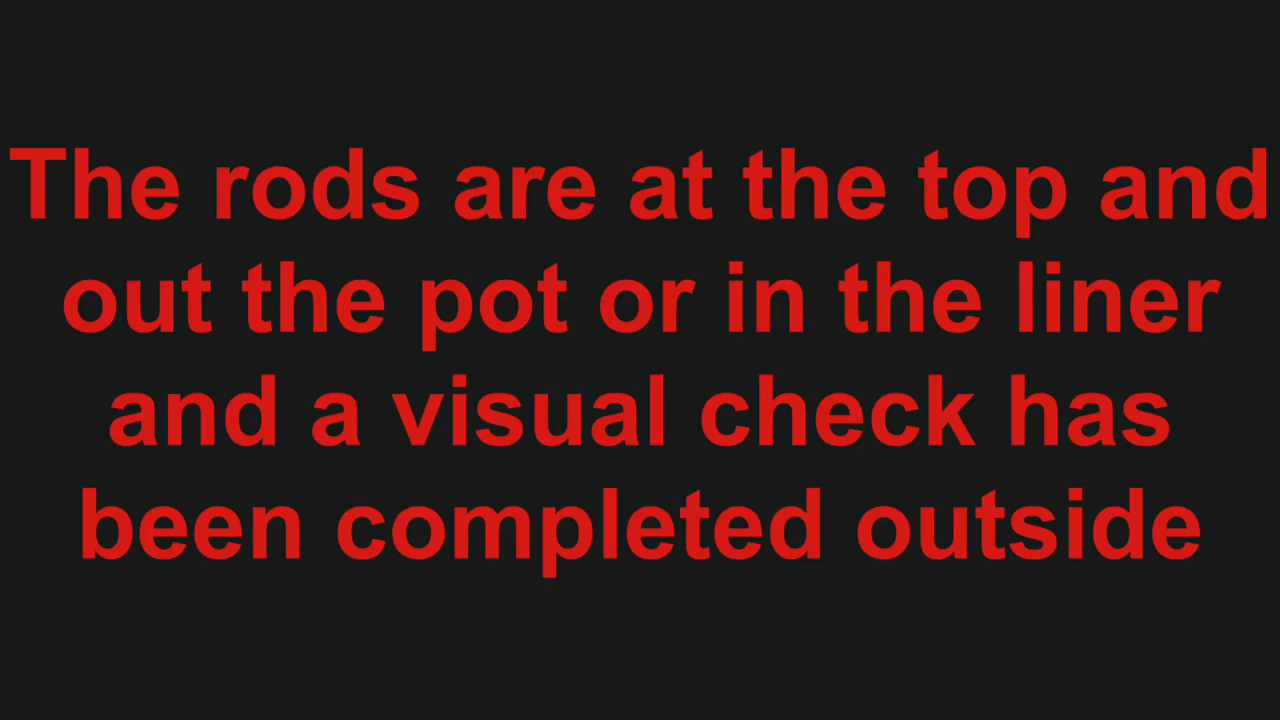 The rods are at the top and
out the pot or in the liner
and a visual check has
been completed outside